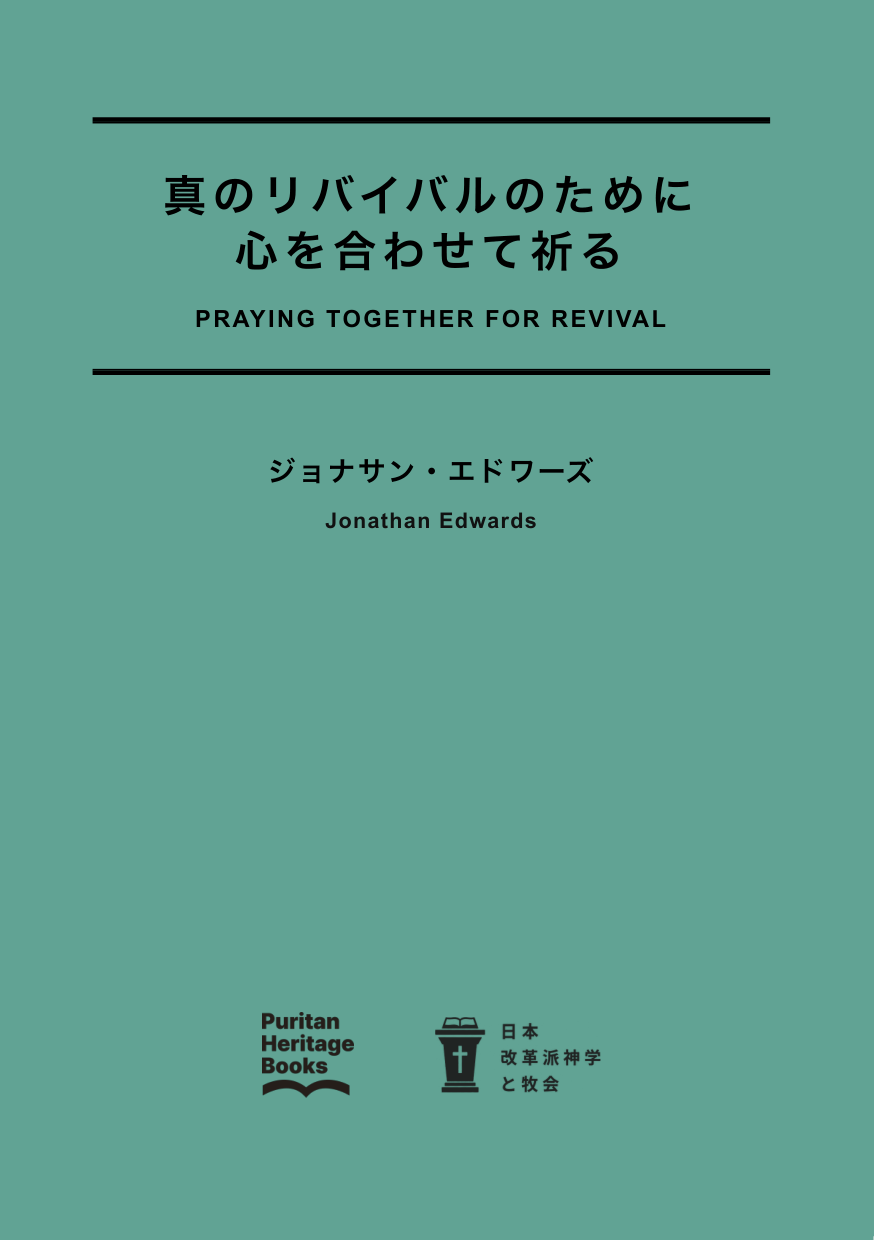 真のリバイバルのために
心を合わせて祈る
PRAYING TOGETHER FOR REVIVAL
ジョナサン・エドワーズ
Jonathan Edwards
Puritan
Heritage
Books
日本
改革派神学
と牧会